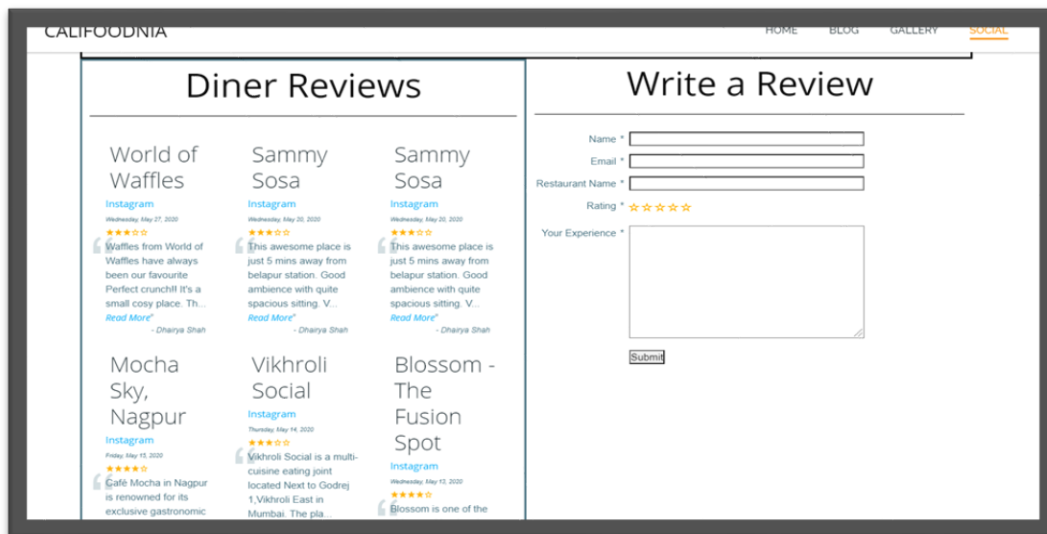 CALIFOODNIA
HOME BLOG GALLERY SOCIAL
Diner Reviews
World of
Waffles
Instagram
Wednesday, May 27, 2020
Waffles from World of
Waffles have always
been our favourite
Perfect crunch!! It's a
small cosy place. Th...
Read More"
- Dhairya Shah
Sammy
Sosa
Instagram
Wednesday, May 20, 2020
This awesome place is
just 5 mins away from
belapur station. Good
ambience with quite
spacious sitting. V...
Read More"
- Dhairya Shah
Sammy
Sosa
Instagram
Wednesday, May 20, 2020
This awesome place is
just 5 mins away from
belapur station. Good
ambience with quite
spacious sitting. V...
Read More"
- Dhairya Shah
Mocha
Sky,
Nagpur
Instagram
Friday, May 15, 2020
Café Mocha in Nagpur
is renowned for its
exclusive gastronomic
Vikhroli
Social
Instagram
Thursday, May 14, 2020
Vikhroli Social is a multi-
cuisine eating joint
located Next to Godrej
1,Vikhroli East in
Mumbai. The pla...
Blossom -
The
Fusion
Spot
Instagram
Wednesday, May 13, 2020
Blossom is one of the
Write a Review
Name *
Email *
Restaurant Name *
Rating *
Your Experience *
Submit